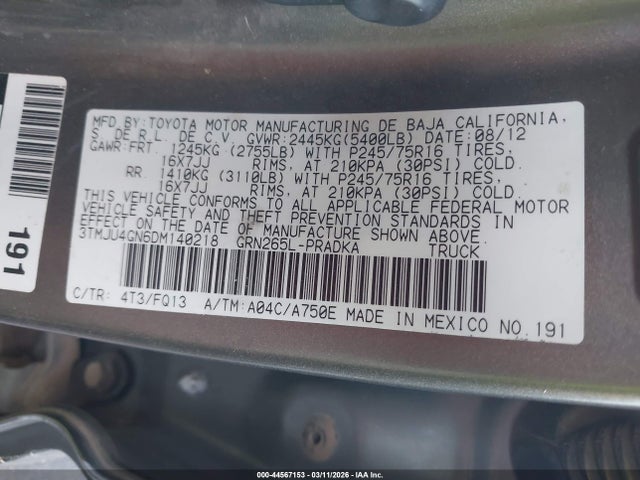 MFD BY:TOYOTA MOTOR MANUFACTURING DE BAJA CALIFORNIA,
S. DE R.L. DE C.V. GVWR:2445KG(5400LB) DATE:08/12
GAWR:FRT. 1245KG (2755LB) WITH P245/75R16 TIRES,
16X7JJ RIMS, AT 210KPA (30PSI) COLD.
RR. 1410KG (3110LB) WITH P245/75R16 TIRES,
16X7JJ RIMS, AT 210KPA (30PSI) COLD.
THIS VEHICLE CONFORMS TO ALL APPLICABLE FEDERAL MOTOR
VEHICLE SAFETY AND THEFT PREVENTION STANDARDS IN
EFFECT ON THE DATE OF MANUFACTURE SHOWN ABOVE.
3TMJU4GN6DM140218 GRN265L-PRADKA TRUCK
C/TR: 4T3/FQ13 A/TM:A04C/A750E MADE IN MEXICO NO.191
191
000-44567153 - 03/11/2026 - IAA Inc.